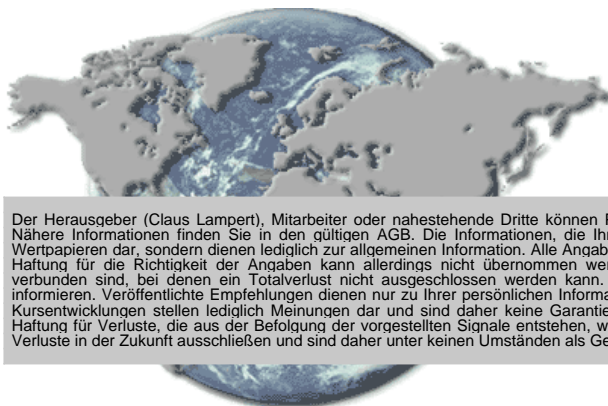 Der Herausgeber (Claus Lampert), Mitarbeiter oder nahestehende Dritte können
Nähere Informationen finden Sie in den gültigen AGB. Die Informationen, die
Wertpapieren dar, sondern dienen lediglich zur allgemeinen Information. Alle
Haftung für die Richtigkeit der Angaben kann allerdings nicht übernommen
verbunden sind, bei denen ein Totalverlust nicht ausgeschlossen werden kann.
informieren. Veröffentlichte Empfehlungen dienen nur zu Ihrer persönlichen
Kursentwicklungen stellen lediglich Meinungen dar und sind daher keine
Haftung für Verluste, die aus der Befolgung der vorgestellten Signale entstehen,
Verluste in der Zukunft ausschließen und sind daher unter keinen Umständen als